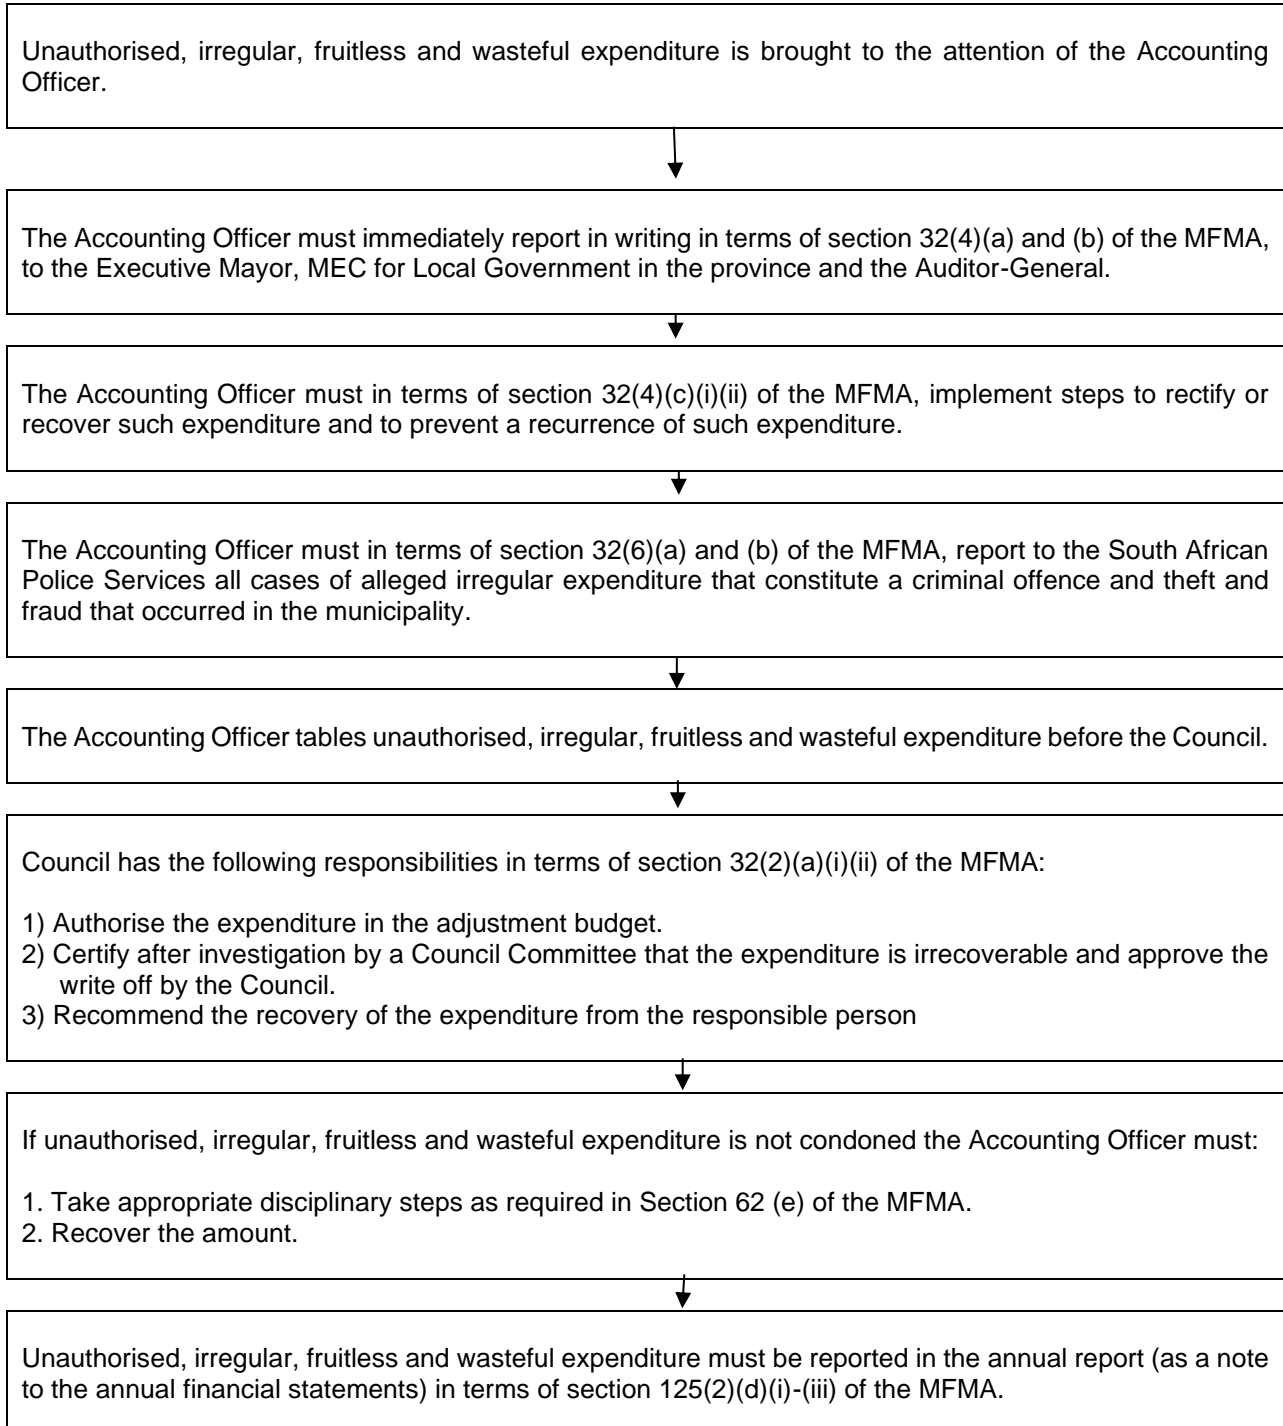 Unauthorised, irregular, fruitless and wasteful expenditure is brought to the attention of the Accounting
Officer.
The Accounting Officer must immediately report in writing in terms of section 32(4)(a) and (b) of the MFMA,
to the Executive Mayor, MEC for Local Government in the province and the Auditor-General.
The Accounting Officer must in terms of section 32(4)(c)(i)(ii) of the MFMA, implement steps to rectify or
recover such expenditure and to prevent a recurrence of such expenditure.
The Accounting Officer must in terms of section 32(6)(a) and (b) of the MFMA, report to the South African
Police Services all cases of alleged irregular expenditure that constitute a criminal offence and theft and
fraud that occurred in the municipality.
The Accounting Officer tables unauthorised, irregular, fruitless and wasteful expenditure before the Council.
Council has the following responsibilities in terms of section 32(2)(a)(i)(ii) of the MFMA:
1) Authorise the expenditure in the adjustment budget.
2) Certify after investigation by a Council Committee that the expenditure is irrecoverable and approve the
write off by the Council.
3) Recommend the recovery of the expenditure from the responsible person
If unauthorised, irregular, fruitless and wasteful expenditure is not condoned the Accounting Officer must:
1. Take appropriate disciplinary steps as required in Section 62 (e) of the MFMA.
2. Recover the amount.
Unauthorised, irregular, fruitless and wasteful expenditure must be reported in the annual report (as a note
to the annual financial statements) in terms of section 125(2)(d)(i)-(iii) of the MFMA.